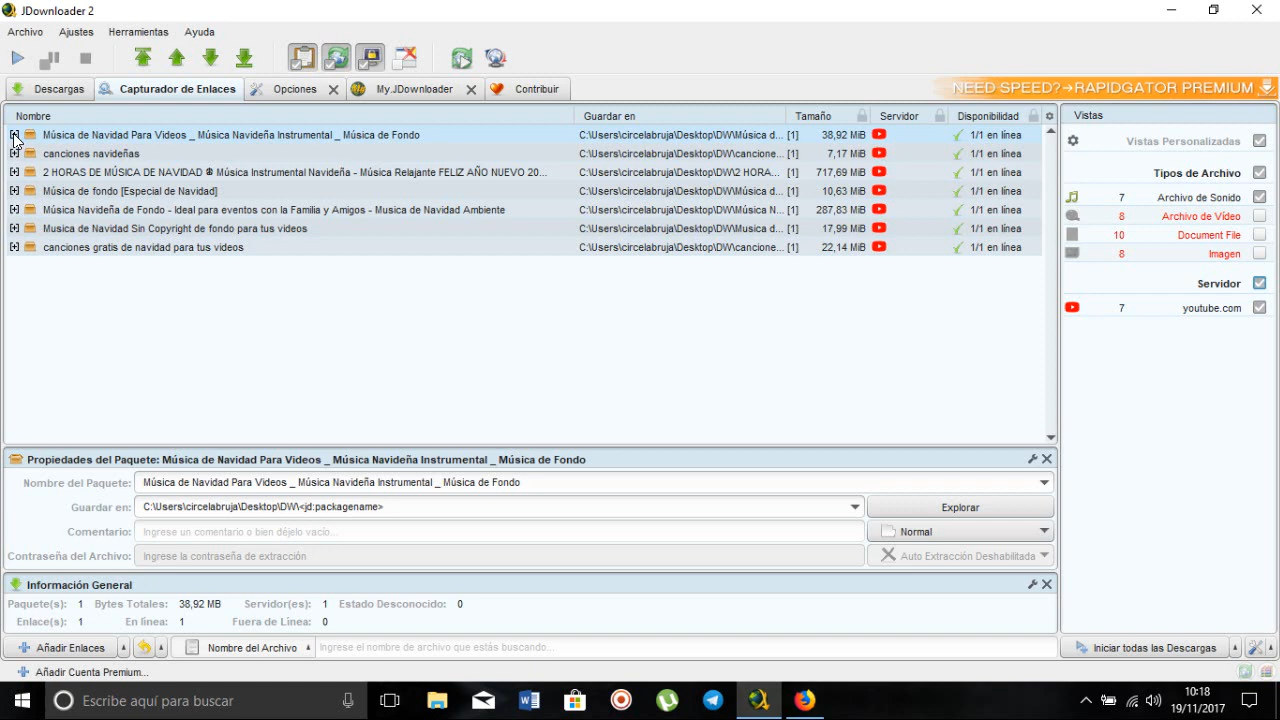 JDownloader 2
Archivo Ajustes Herramientas Ayuda
Descargas Capturador de Enlaces Opciones My.JDownloader Contribuir
NEED SPEED?→RAPIDGATOR PREMIUM
Nombre Guardar en Tamaño Servidor Disponibilidad
Música de Navidad Para Videos _ Música Navideña Instrumental _ Música de Fondo C:\Users\circelabruja\Desktop\DW\Música d... [1] 38,92 MiB 1/1 en línea
canciones navideñas C:\Users\circelabruja\Desktop\DW\cancione... [1] 7,17 MiB 1/1 en línea
2 HORAS DE MÚSICA DE NAVIDAD Música Instrumental Navideña - Música Relajante FELIZ AÑO NUEVO 20... C:\Users\circelabruja\Desktop\DW\2 HORA... [1] 717,69 MiB 1/1 en línea
Música de fondo [Especial de Navidad] C:\Users\circelabruja\Desktop\DW\Música de... [1] 10,63 MiB 1/1 en línea
Música Navideña de Fondo - Ideal para eventos con la Familia y Amigos - Musica de Navidad Ambiente C:\Users\circelabruja\Desktop\DW\Música N... [1] 287,83 MiB 1/1 en línea
Musica de Navidad Sin Copyright de fondo para tus videos C:\Users\circelabruja\Desktop\DW\Musica d... [1] 17,99 MiB 1/1 en línea
canciones gratis de navidad para tus videos C:\Users\circelabruja\Desktop\DW\cancione... [1] 22,14 MiB 1/1 en línea
Vistas
Vistas Personalizadas
Tipos de Archivo
7 Archivo de Sonido
8 Archivo de Vídeo
10 Document File
8 Imagen
Servidor
7 youtube.com
Propiedades del Paquete: Música de Navidad Para Videos _ Música Navideña Instrumental _ Música de Fondo
Nombre del Paquete: Música de Navidad Para Videos _ Música Navideña Instrumental _ Música de Fondo
Guardar en: C:\Users\circelabruja\Desktop\DW\<jd:packagename> Explorar
Comentario: Ingrese un comentario o bien déjelo vacío... Normal
Contraseña del Archivo: Ingrese la contraseña de extracción Auto Extracción Deshabilitada
Información General
Paquete(s): 1 Bytes Totales: 38,92 MB Servidor(es): 1 Estado Desconocido: 0
Enlace(s): 1 En línea: 1 Fuera de Línea: 0
Añadir Enlaces Nombre del Archivo Ingrese el nombre de archivo que estás buscando... Iniciar todas las Descargas
Añadir Cuenta Premium...
Escribe aquí para buscar
10:18
19/11/2017